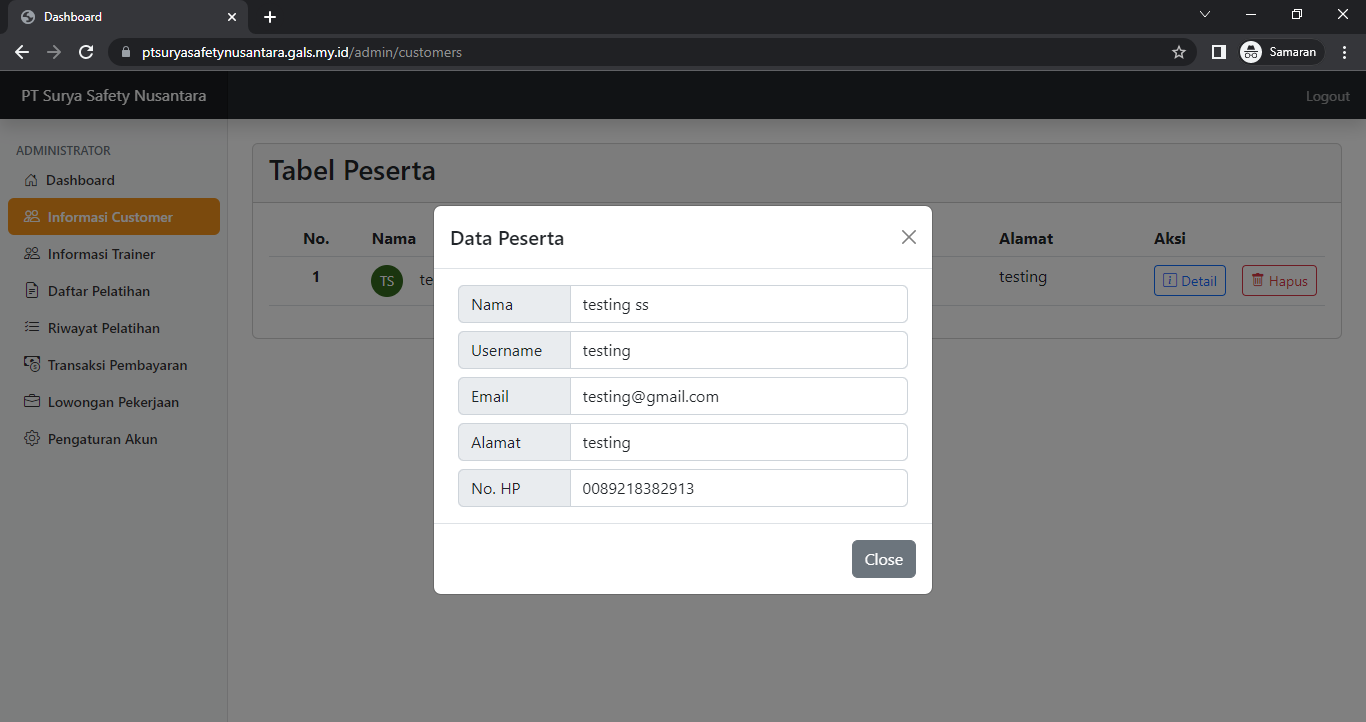 Dashboard
ptsuryasafetynusantara.gals.my.id/admin/customers
Samaran
PT Surya Safety Nusantara
Logout
ADMINISTRATOR
Dashboard
Informasi Customer
Informasi Trainer
Daftar Pelatihan
Riwayat Pelatihan
Transaksi Pembayaran
Lowongan Pekerjaan
Pengaturan Akun
Tabel Peserta
No. Nama Alamat Aksi
1 TS te testing Detail Hapus
Data Peserta
Nama testing ss
Username testing
Email testing@gmail.com
Alamat testing
No. HP 0089218382913
Close